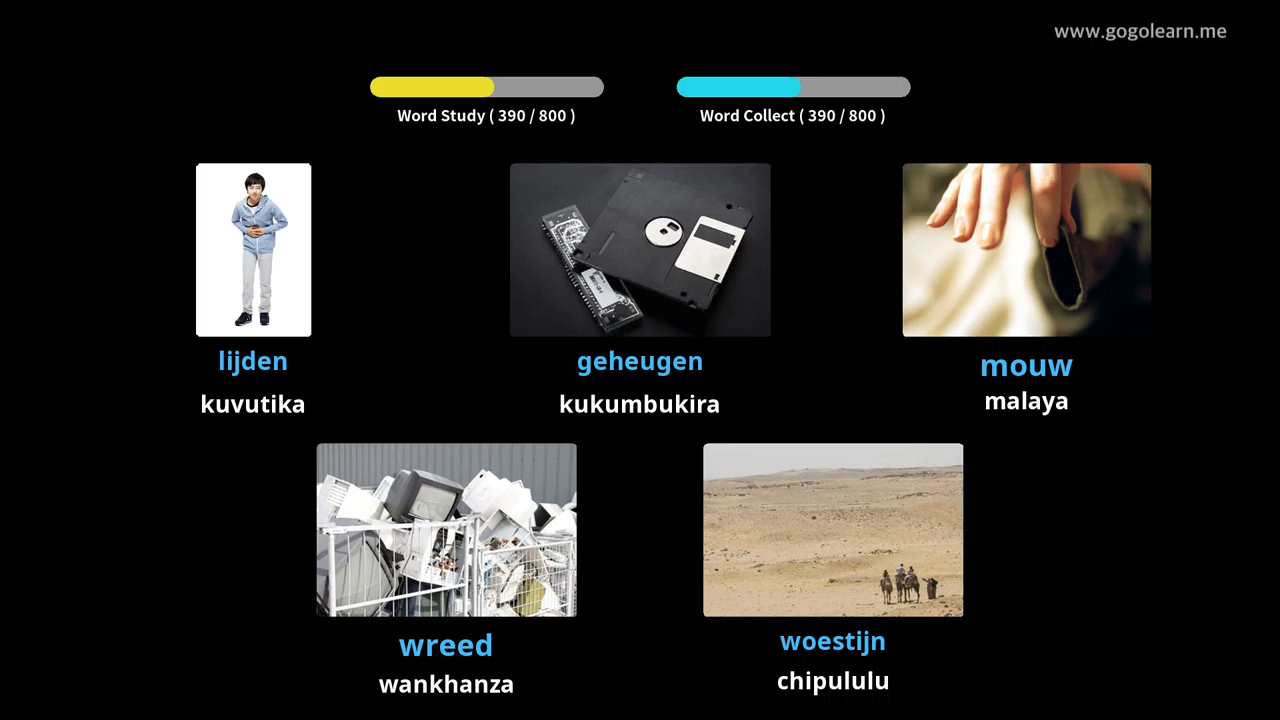 www.gogolearn.me
Word Study ( 390 / 800 )
Word Collect ( 390 / 800 )
lijden
kuvutika
geheugen
kukumbukira
mouw
malaya
wreed
wankhanza
woestijn
chipululu